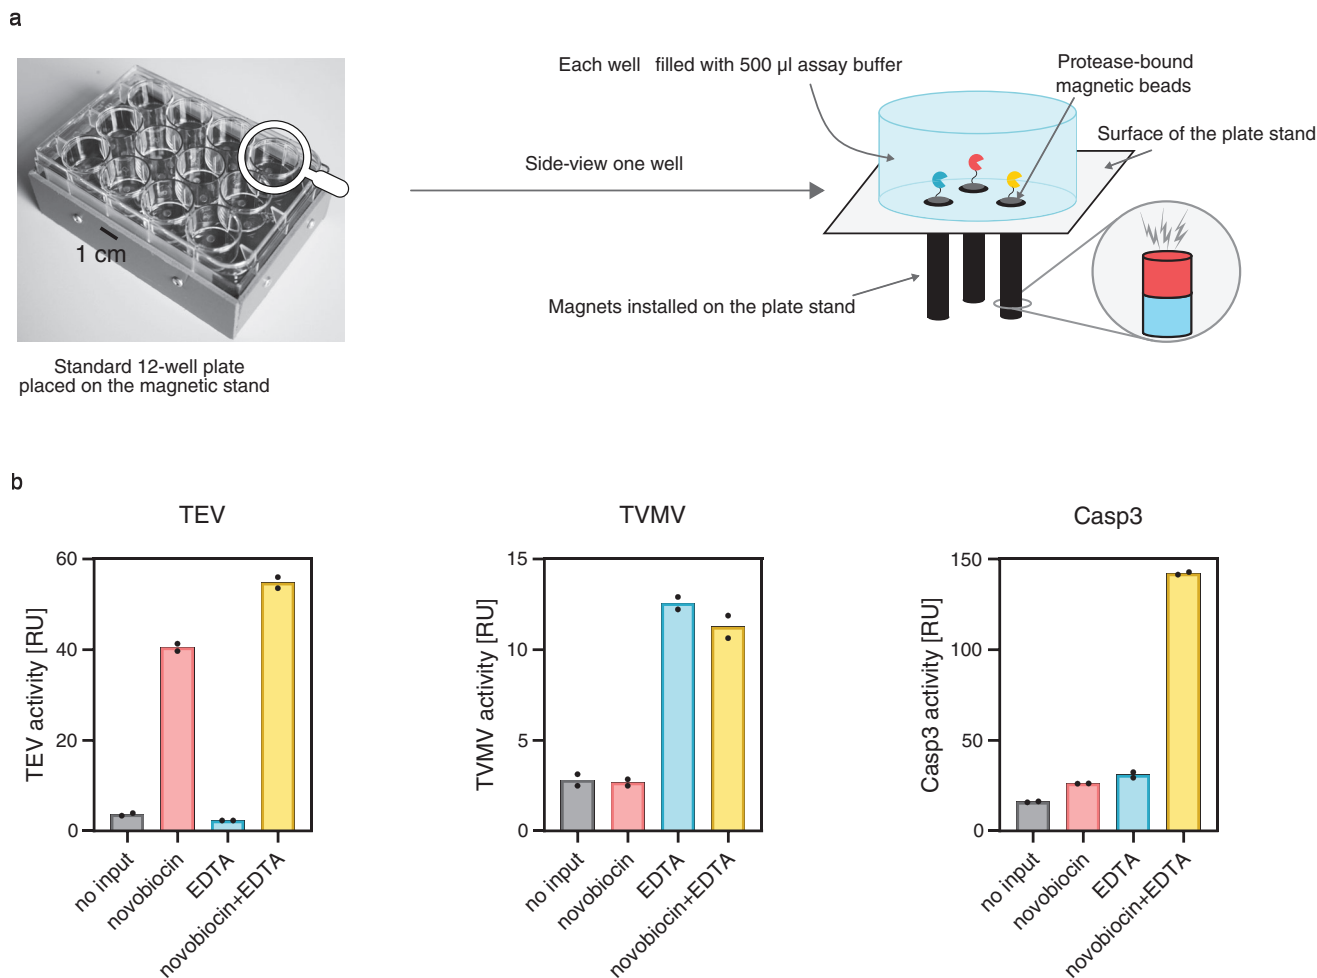 a
Each well filled with 500 µl assay buffer
Protease-bound
magnetic beads
Surface of the plate stand
Side-view one well
1 cm
Magnets installed on the plate stand
Standard 12-well plate
placed on the magnetic stand
b
TEV
TEV activity [RU]
60
40
20
0
no input
novobiocin
EDTA
novobiocin+EDTA
TVMV
TVMV activity [RU]
15
10
5
0
no input
novobiocin
EDTA
novobiocin+EDTA
Casp3
Casp3 activity [RU]
150
100
50
0
no input
novobiocin
EDTA
novobiocin+EDTA